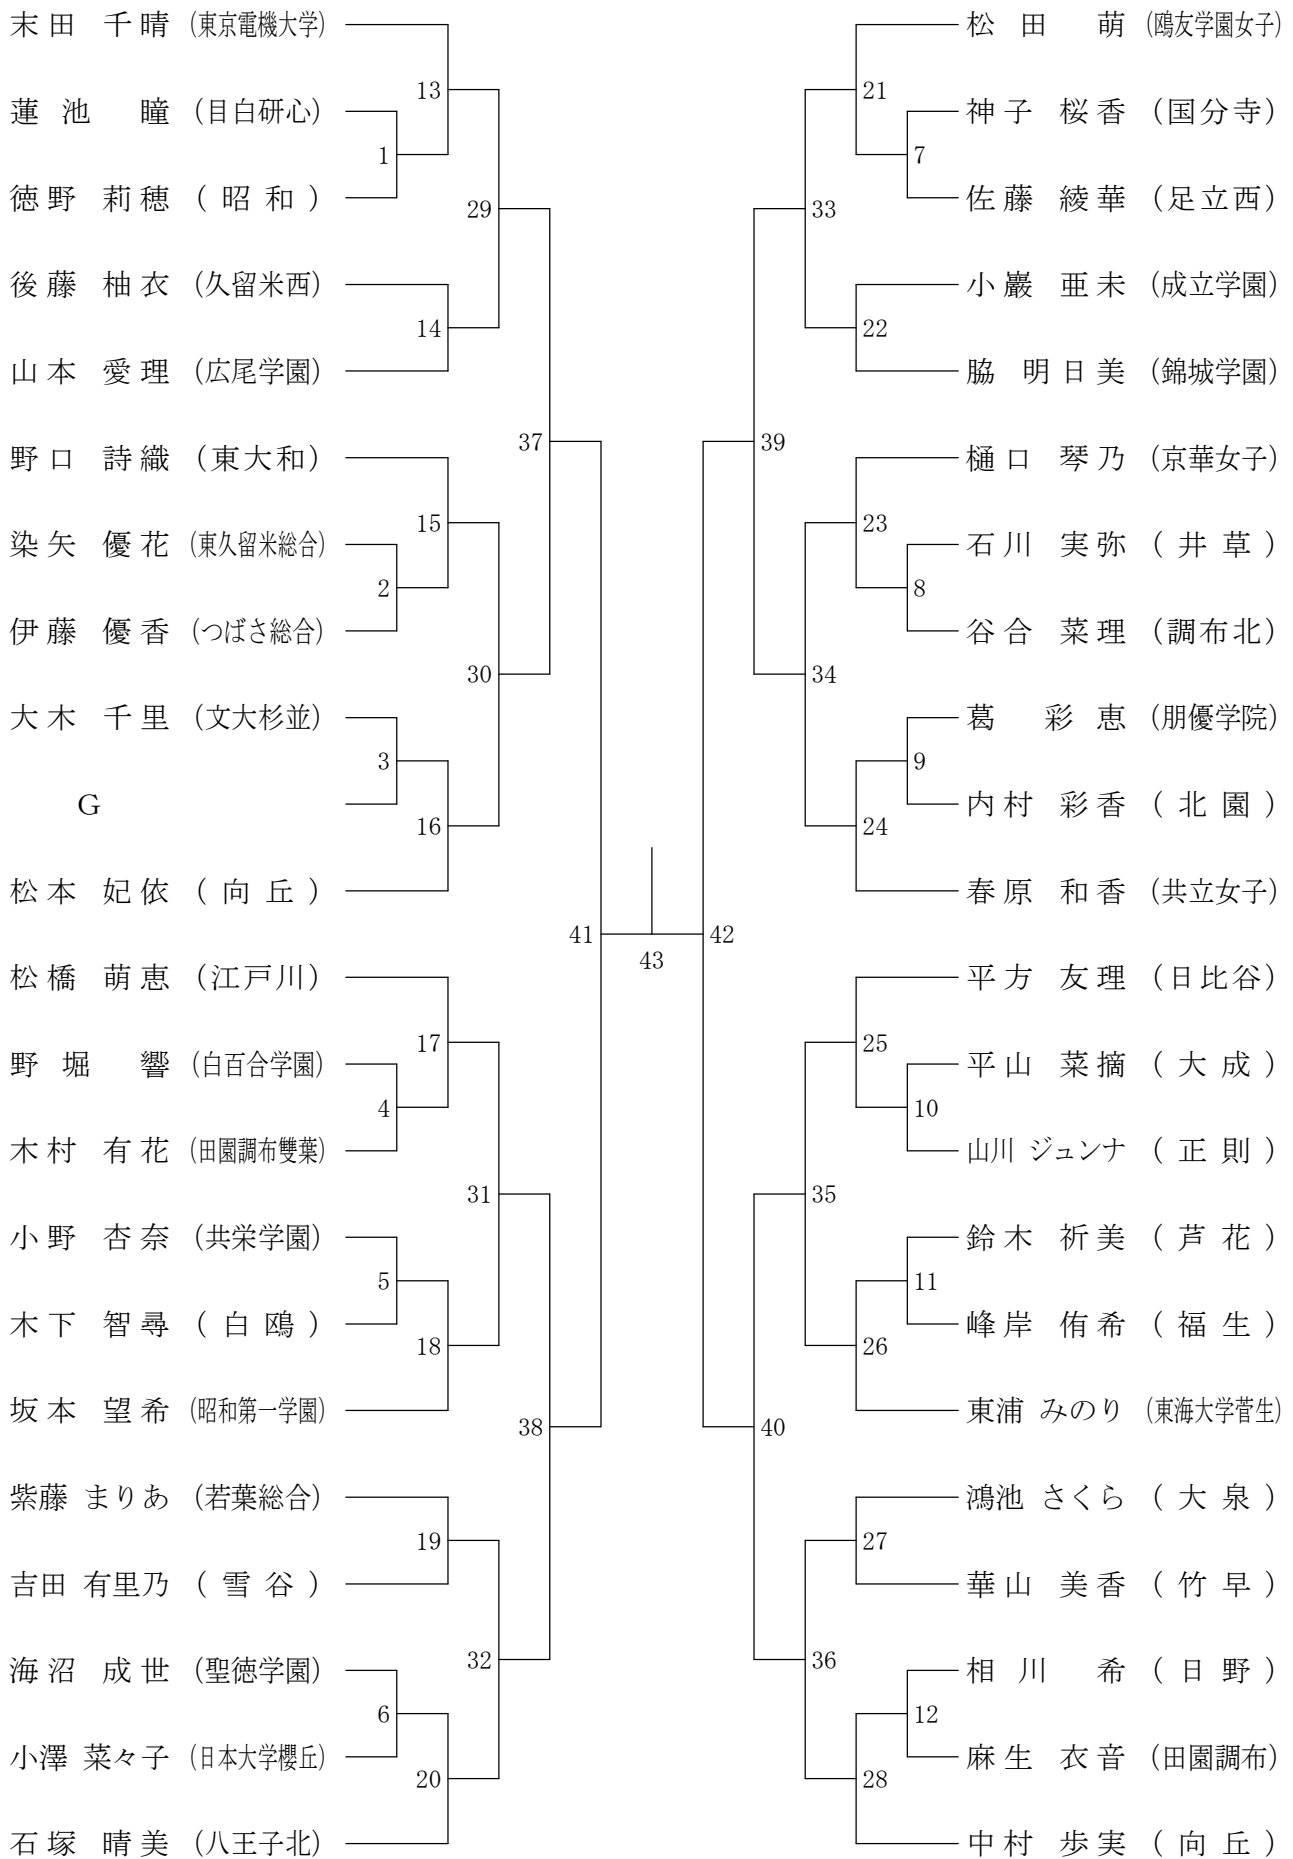 末田 千晴 (東京電機大学)
13
蓮池 瞳 (目白研心)
1
徳野 莉穂 (昭和)
29
後藤 柚衣 (久留米西)
14
山本 愛理 (広尾学園)
37
野口 詩織 (東大和)
15
染矢 優花 (東久留米総合)
2
伊藤 優香 (つばさ総合)
30
大木 千里 (文大杉並)
3
G
16
松本 妃依 (向丘)
41
松橋 萌恵 (江戸川)
17
野堀 響 (白百合学園)
4
木村 有花 (田園調布雙葉)
31
小野 杏奈 (共栄学園)
5
木下 智尋 (白鴎)
18
坂本 望希 (昭和第一学園)
38
紫藤 まりあ (若葉総合)
19
吉田 有里乃 (雪谷)
32
海沼 成世 (聖徳学園)
6
小澤 菜々子 (日本大学櫻丘)
20
石塚 晴美 (八王子北)
43
松田 萌 (鴎友学園女子)
21
神子 桜香 (国分寺)
7
佐藤 綾華 (足立西)
33
小巖 亜未 (成立学園)
22
脇 明日美 (錦城学園)
39
樋口 琴乃 (京華女子)
23
石川 実弥 (井草)
8
谷合 菜理 (調布北)
34
葛 彩恵 (朋優学院)
9
内村 彩香 (北園)
24
春原 和香 (共立女子)
42
平方 友理 (日比谷)
25
平山 菜摘 (大成)
10
山川 ジュンナ (正則)
35
鈴木 祈美 (芦花)
11
峰岸 侑希 (福生)
26
東浦 みのり (東海大学菅生)
40
鴻池 さくら (大泉)
27
華山 美香 (竹早)
36
相川 希 (日野)
12
麻生 衣音 (田園調布)
28
中村 歩実 (向丘)